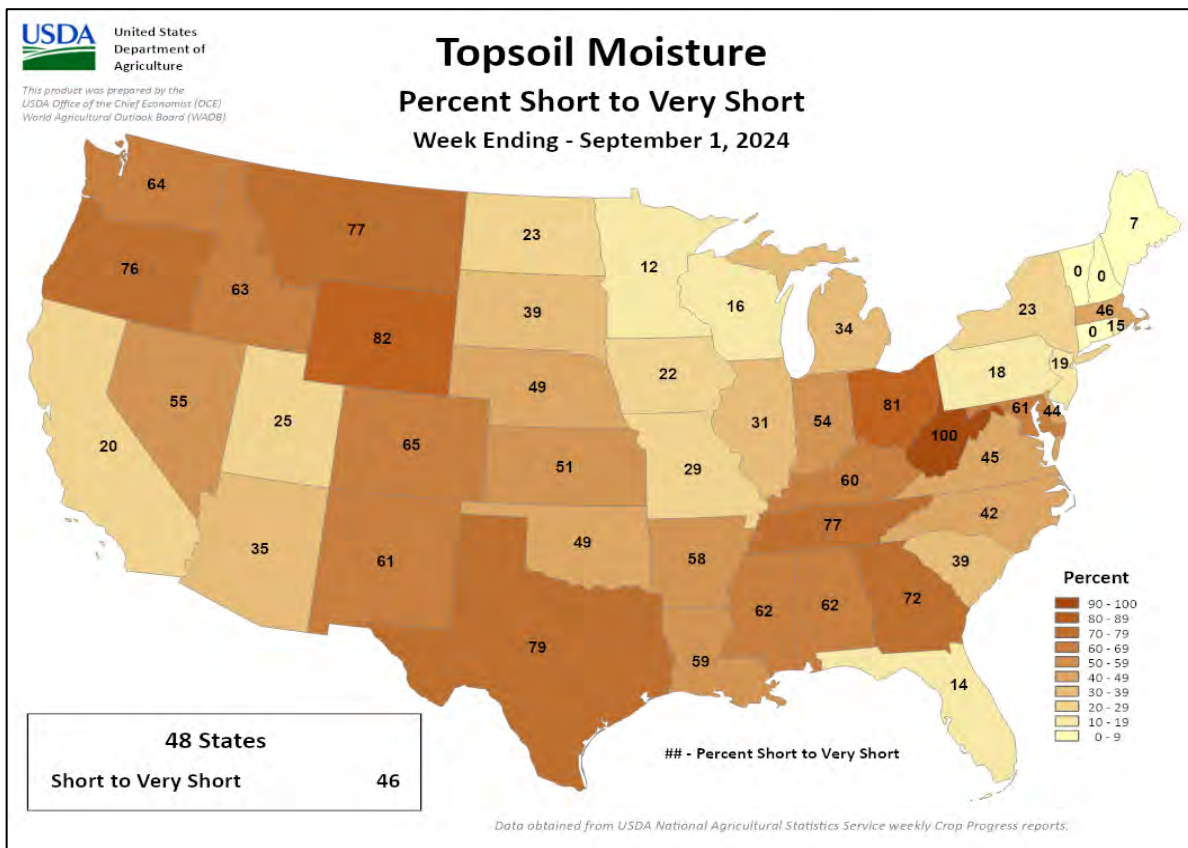 USDA
United States
Department of
Agriculture
This product was prepared by the
USDA Office of the Chief Economist (OCE)
World Agricultural Outlook Board (WAOB)
Topsoil Moisture
Percent Short to Very Short
Week Ending - September 1, 2024
64
77
23
12
7
76
63
39
16
34
23
0
0
46
0
15
82
49
22
18
19
55
25
65
31
54
81
61
44
20
51
29
100
45
60
35
61
49
58
77
42
39
79
59
62
62
72
14
Percent
90 - 100
80 - 89
70 - 79
60 - 69
50 - 59
40 - 49
30 - 39
20 - 29
10 - 19
0 - 9
48 States
Short to Very Short 46
## - Percent Short to Very Short
Data obtained from USDA National Agricultural Statistics Service weekly Crop Progress reports.